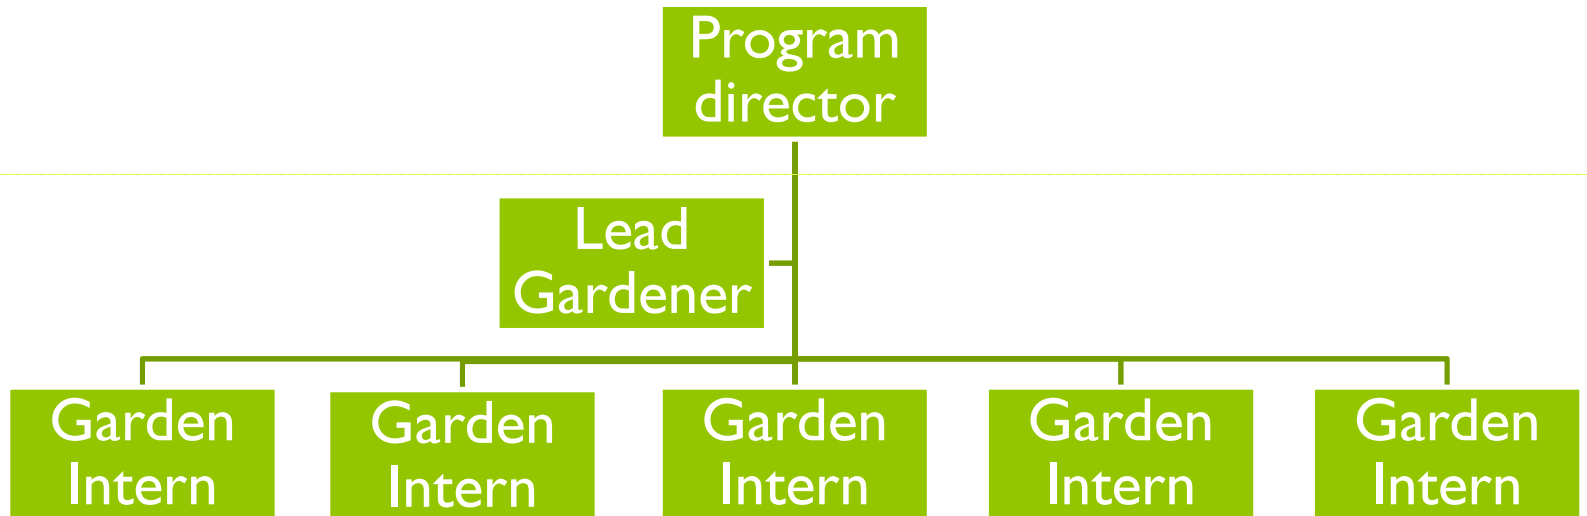 Program
director
Lead
Gardener
Garden
Intern
Garden
Intern
Garden
Intern
Garden
Intern
Garden
Intern